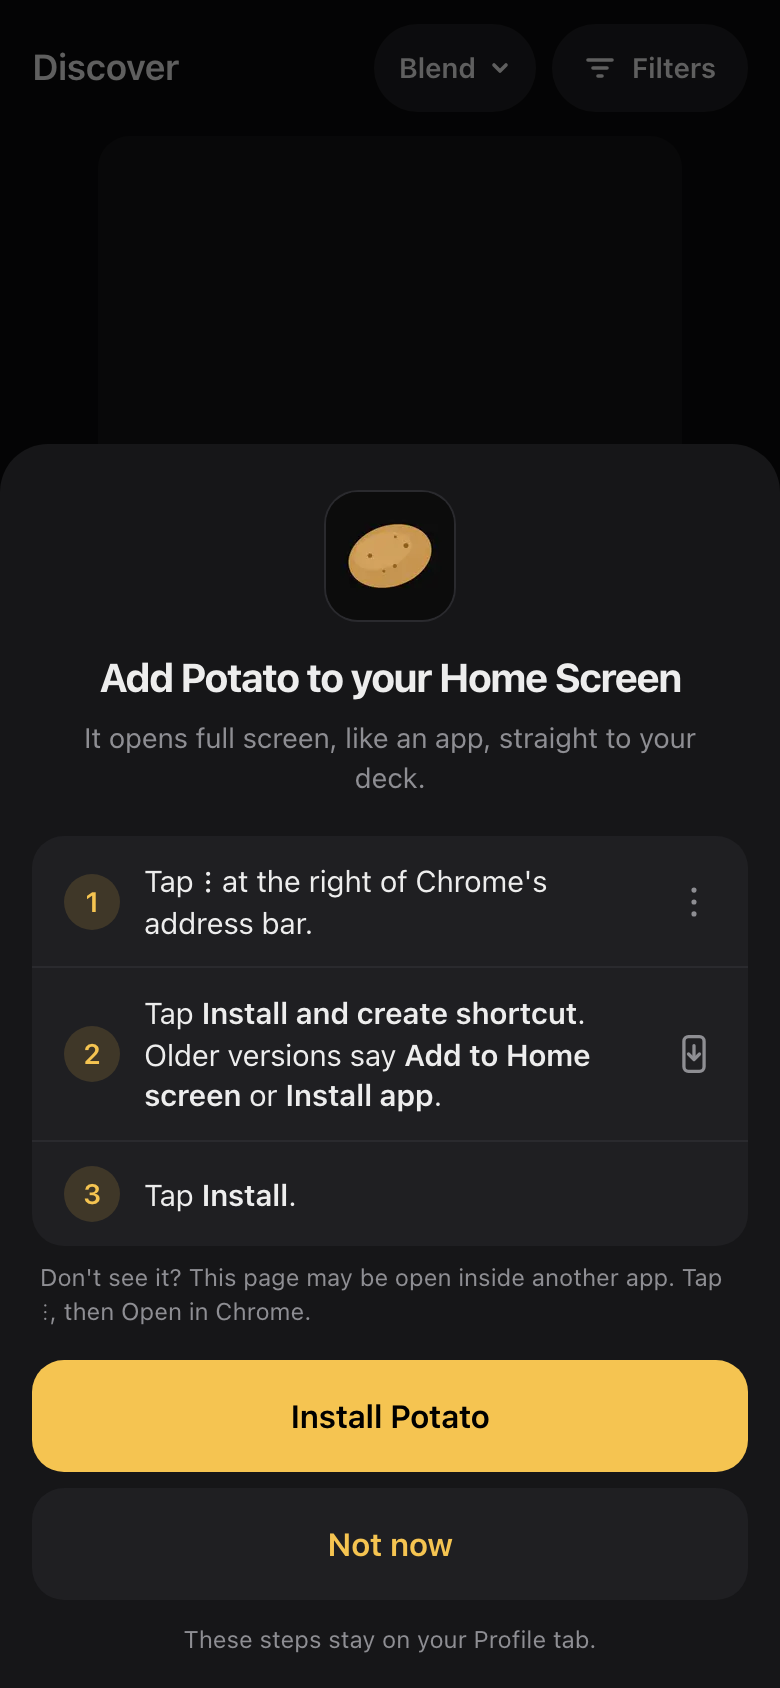 Discover
Blend
Filters
Add Potato to your Home Screen
It opens full screen, like an app, straight to your
deck.
1
Tap ⋮ at the right of Chrome's
address bar.
2
Tap Install and create shortcut.
Older versions say Add to Home
screen or Install app.
3
Tap Install.
Don't see it? This page may be open inside another app. Tap
⋮, then Open in Chrome.
Install Potato
Not now
These steps stay on your Profile tab.